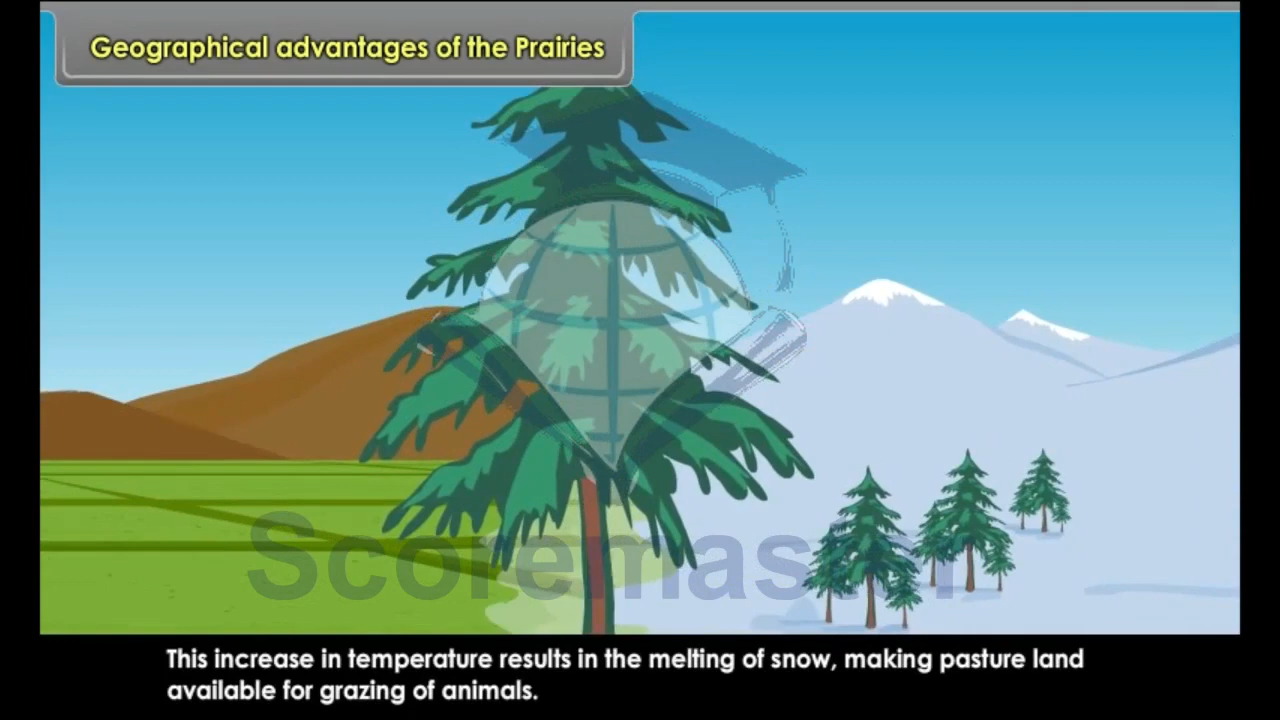 Geographical advantages of the Prairies
Scoremaster
This increase in temperature results in the melting of snow, making pasture land
available for grazing of animals.